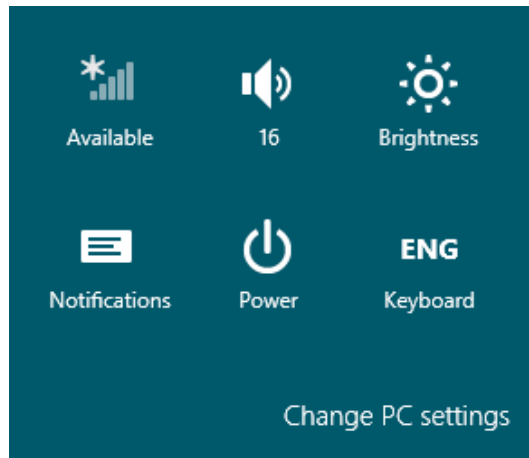 Available
16
Brightness
ENG
Notifications
Power
Keyboard
Change PC settings